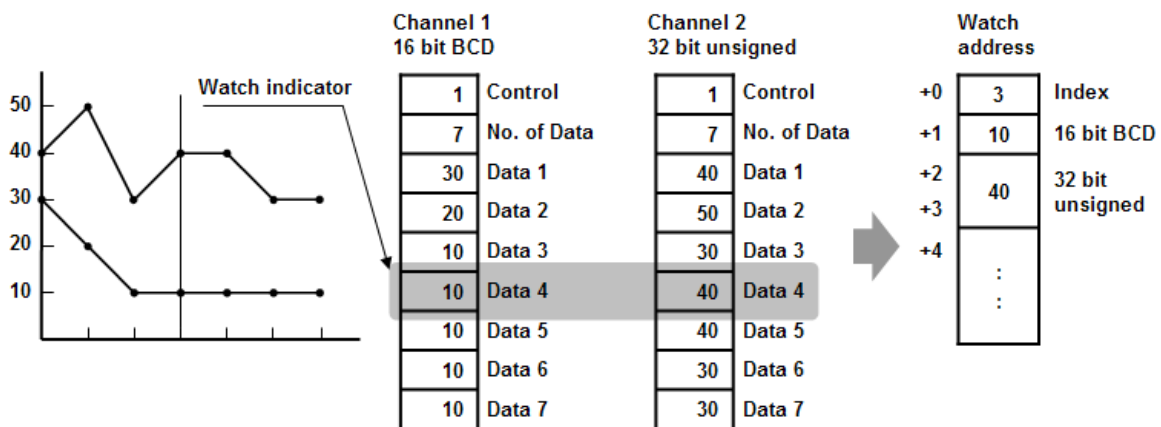 Channel 1
16 bit BCD
Channel 2
32 bit unsigned
Watch
address
Watch indicator
50
40
30
20
10
1 Control
7 No. of Data
30 Data 1
20 Data 2
10 Data 3
10 Data 4
10 Data 5
10 Data 6
10 Data 7
1 Control
7 No. of Data
40 Data 1
50 Data 2
30 Data 3
40 Data 4
40 Data 5
30 Data 6
30 Data 7
+0 3 Index
+1 10 16 bit BCD
+2
+3
40
32 bit
unsigned
+4
:
: